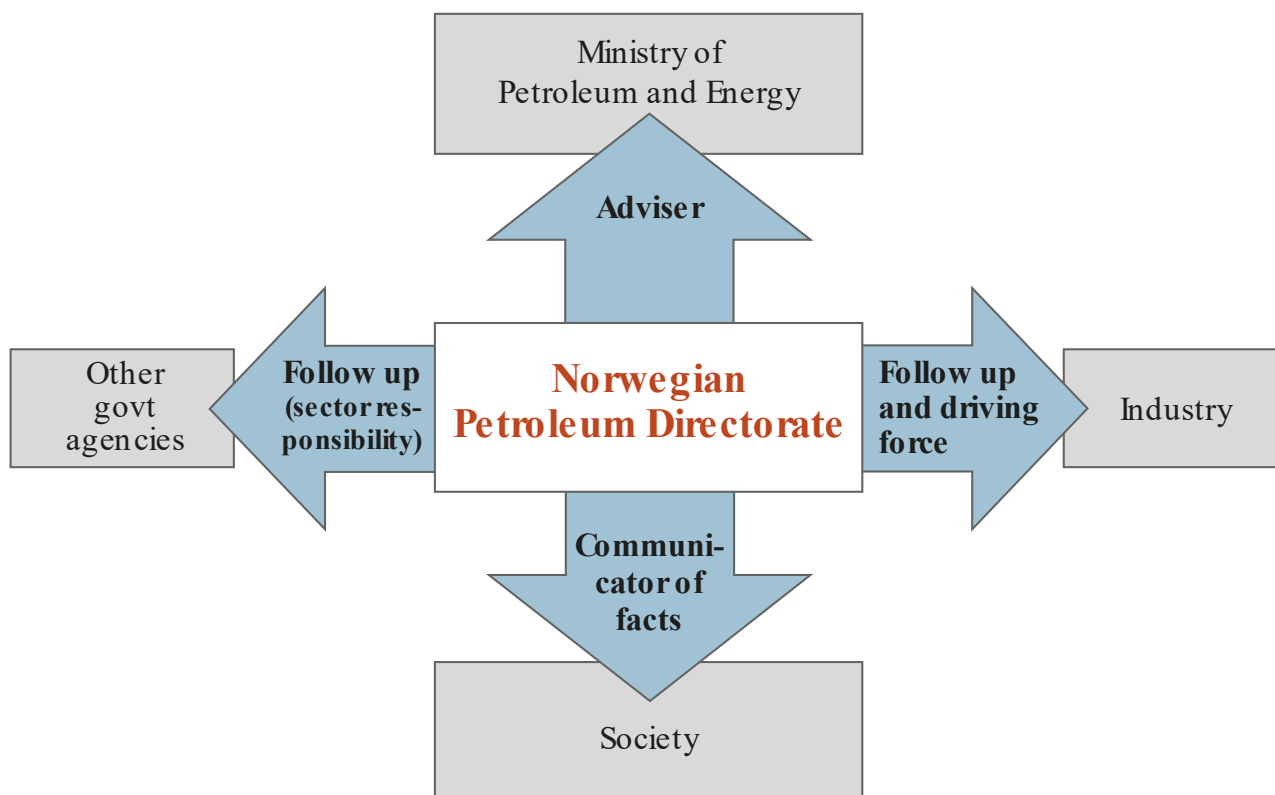 Ministry of
Petroleum and Energy
Adviser
Other
govt
agencies
Follow up
(sector res-
ponsibility)
Norwegian
Petroleum Directorate
Follow up
and driving
force
Industry
Communi-
cator of
facts
Society